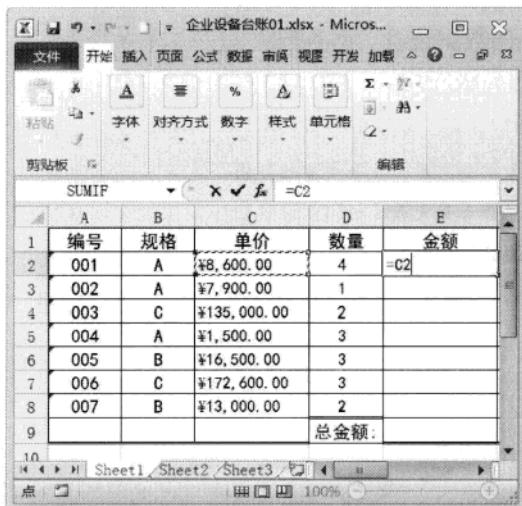 企业设备台账01.xlsx - Micros...
文件 开始 插入 页面 公式 数据 审阅 视图 开发 加载
粘贴 字体 对齐方式 数字 样式 单元格
剪贴板 编辑
SUMIF fx =C2
A B C D E
1 编号 规格 单价 数量 金额
2 001 A ¥8,600.00 4 =C2
3 002 A ¥7,900.00 1
4 003 C ¥135,000.00 2
5 004 A ¥1,500.00 3
6 005 B ¥16,500.00 3
7 006 C ¥172,600.00 3
8 007 B ¥13,000.00 2
9 总金额:
10
Sheet1 Sheet2 Sheet3
点 100%